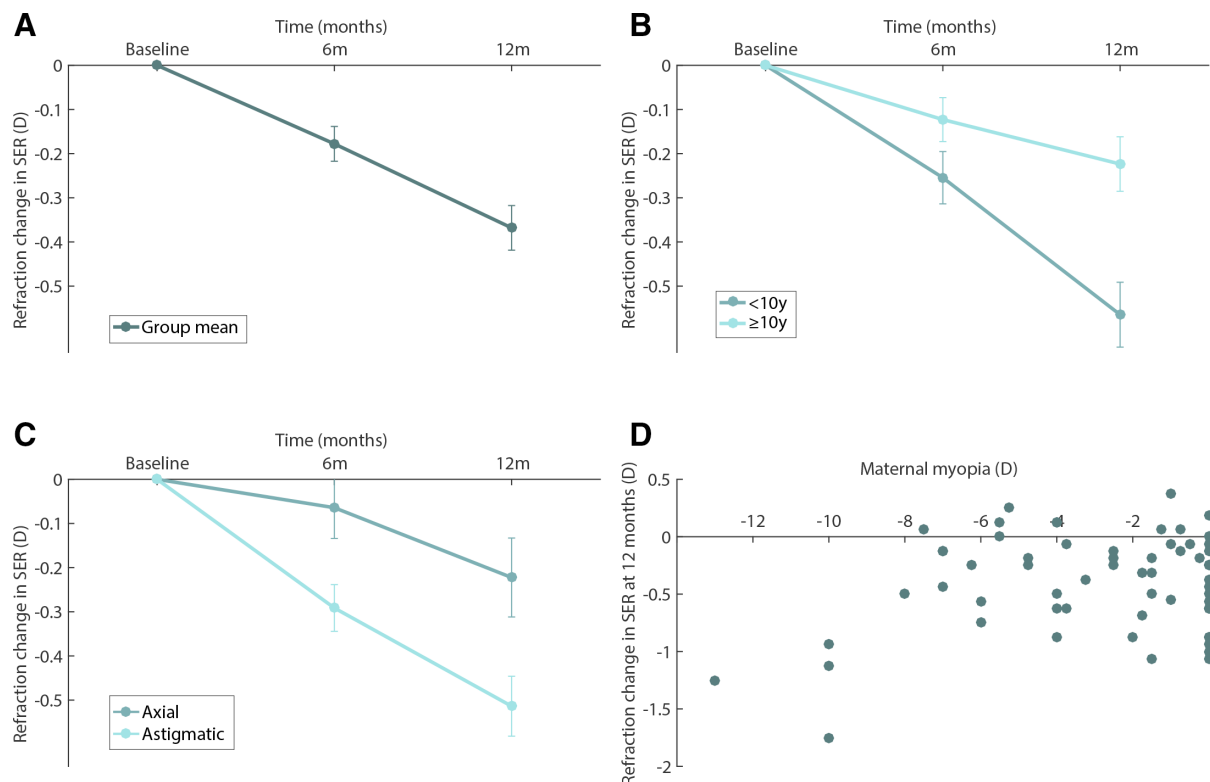 A
Time (months)
Baseline 6m 12m
0
-0.1
-0.2
-0.3
-0.4
-0.5
Refraction change in SER (D)
Group mean
B
Time (months)
Baseline 6m 12m
0
-0.1
-0.2
-0.3
-0.4
-0.5
Refraction change in SER (D)
<10y
≥10y
C
Time (months)
Baseline 6m 12m
0
-0.1
-0.2
-0.3
-0.4
-0.5
Refraction change in SER (D)
Axial
Astigmatic
D
Maternal myopia (D)
-12 -10 -8 -6 -4 -2
0.5
0
-0.5
-1
-1.5
-2
Refraction change in SER at 12 months (D)